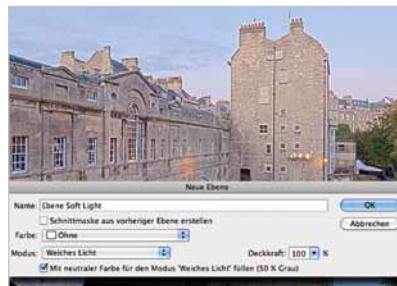 Neue Ebene
Name: Ebene Soft Light
OK
Schnittmaske aus vorheriger Ebene erstellen
Abbrechen
Farbe: Ohne
Modus: Weiches Licht Deckkraft: 100 %
Mit neutraler Farbe für den Modus 'Weiches Licht' füllen (50 % Grau)